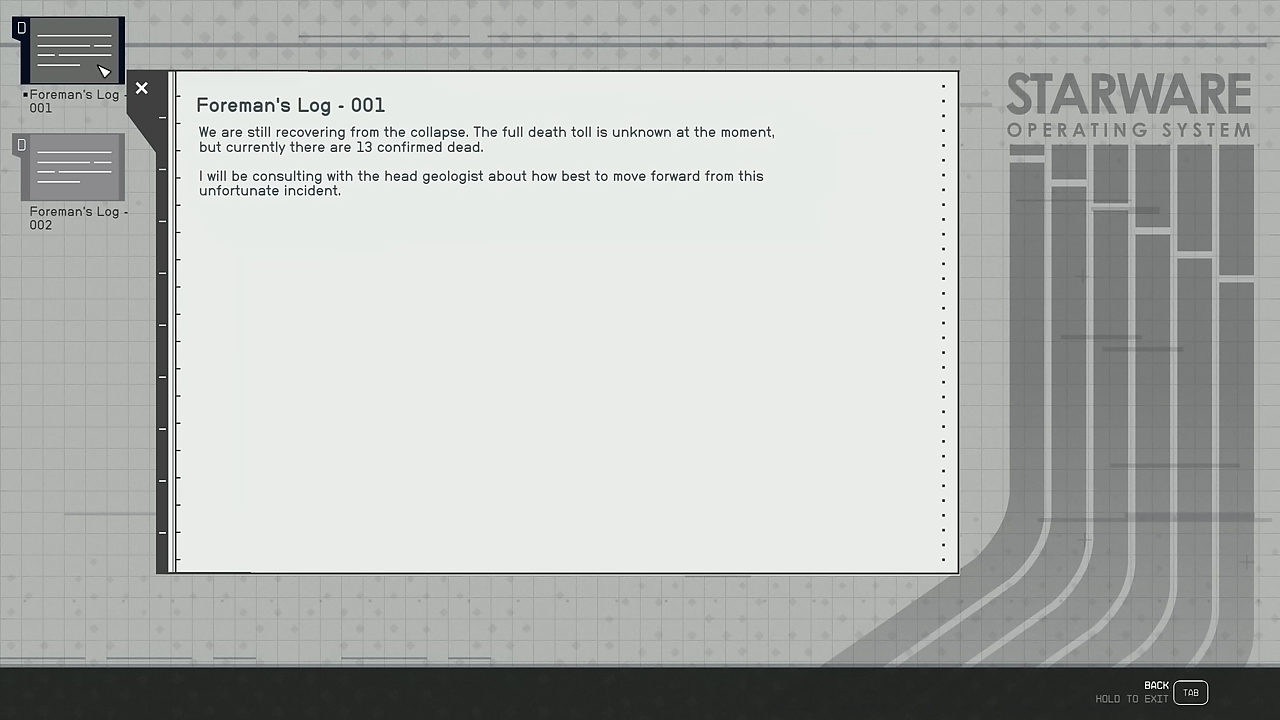 D
Foreman's Log -
001
D
Foreman's Log -
002
Foreman's Log - 001
We are still recovering from the collapse. The full death toll is unknown at the moment,
but currently there are 13 confirmed dead.
I will be consulting with the head geologist about how best to move forward from this
unfortunate incident.
STARWARE
OPERATING SYSTEM
BACK
HOLD TO EXIT
TAB